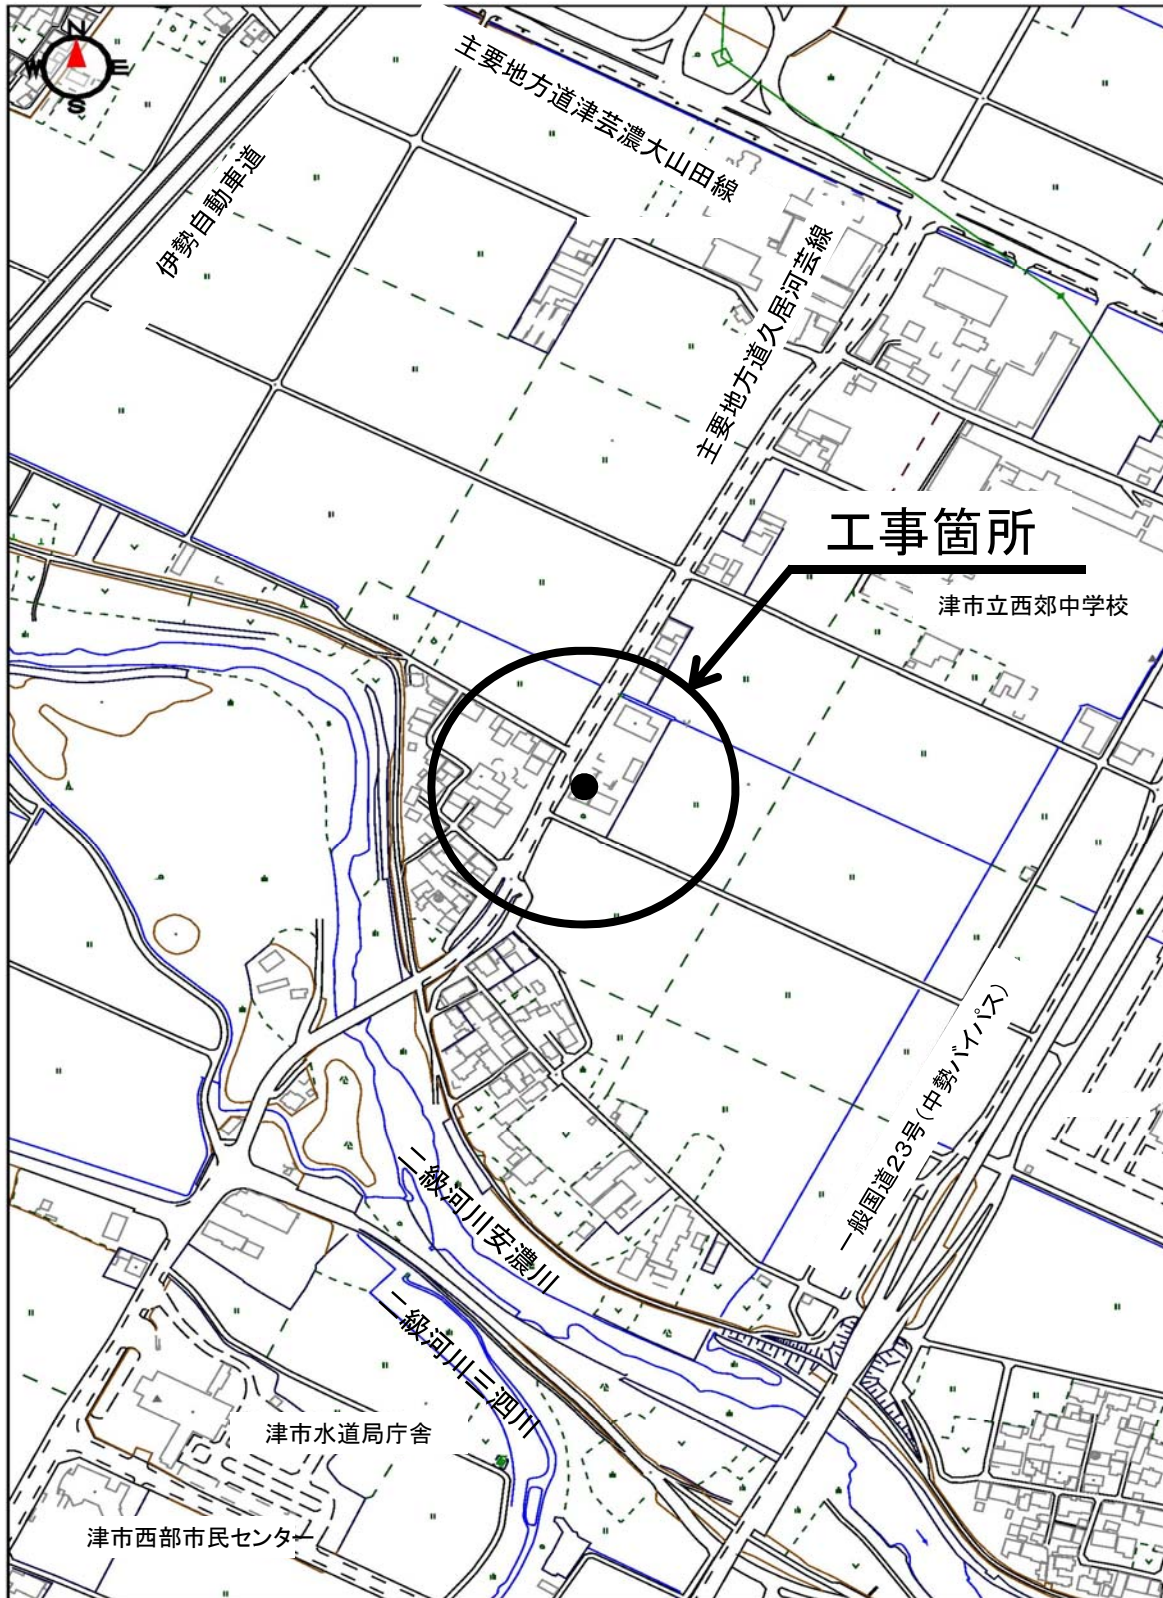 N
W E
S
主要地方道津芸濃大山田線
伊勢自動車道
主要地方道久居河芸線
工事箇所
津市立西郊中学校
一般国道23号(中勢バイパス)
二級河川安濃川
二級河川三泗川
津市水道局庁舎
津市西部市民センター